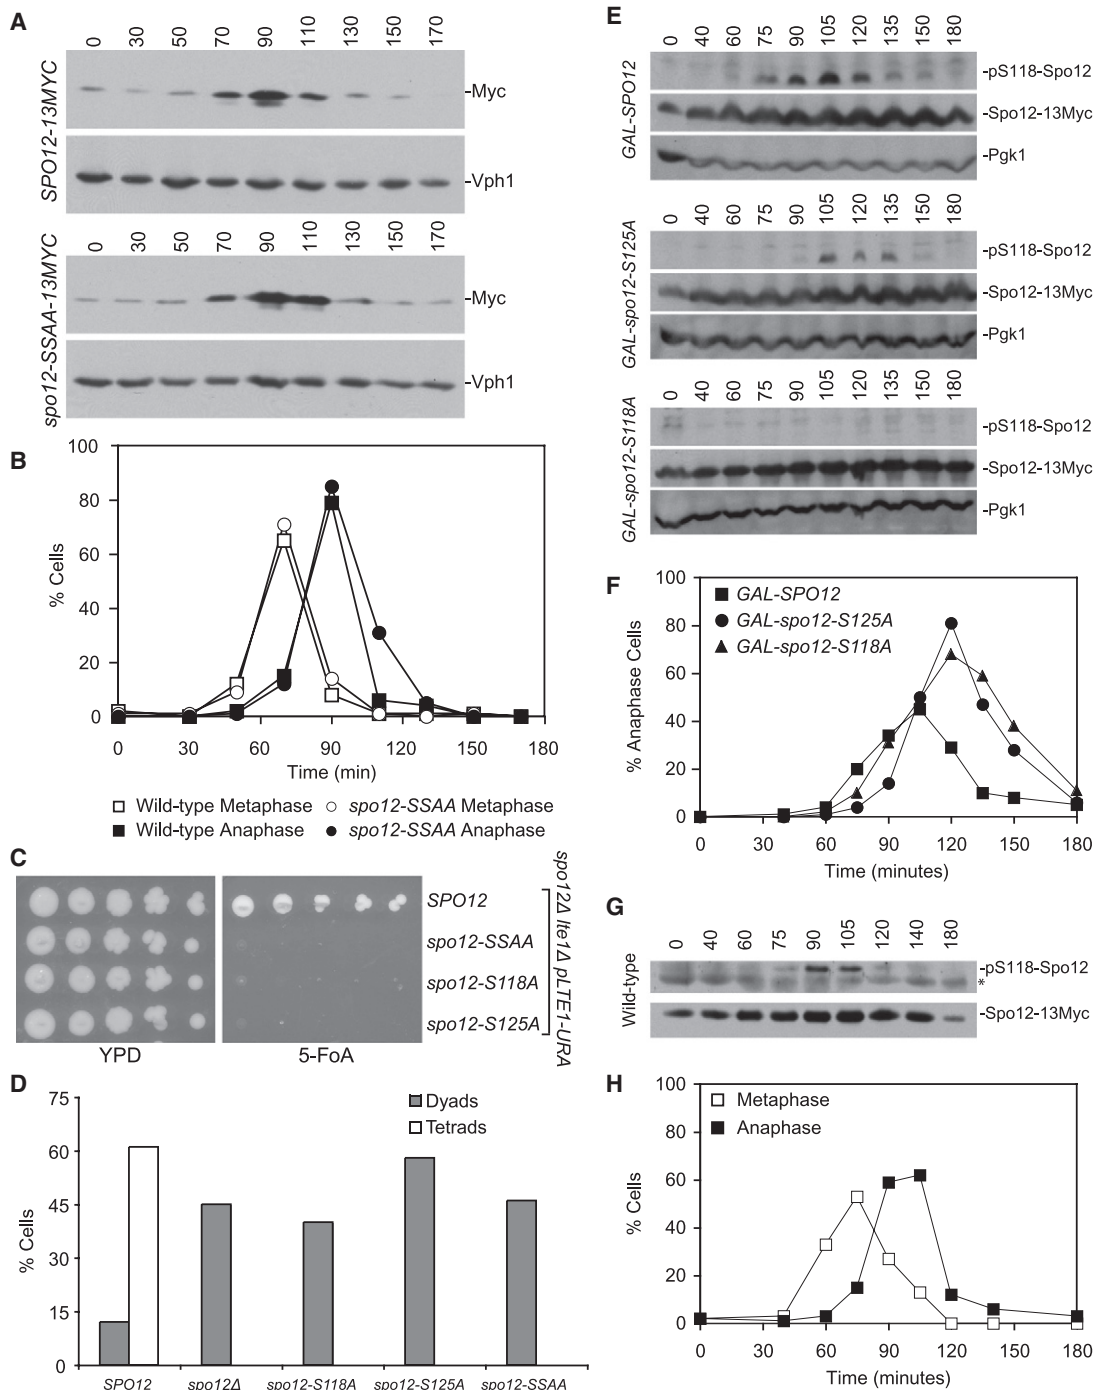 A
0 30 50 70 90 110 130 150 170
SPO12-13MYC
-Myc
-Vph1
0 30 50 70 90 110 130 150 170
spo12-SSAA-13MYC
-Myc
-Vph1
B
100
80
60
40
20
0
% Cells
0 30 60 90 120 150 180
Time (min)
Wild-type Metaphase
spo12-SSAA Metaphase
Wild-type Anaphase
spo12-SSAA Anaphase
C
SPO12
spo12-SSAA
spo12-S118A
spo12-S125A
spo12Δ lte1Δ pLTE1-URA
YPD
5-FoA
D
75
60
45
30
15
0
% Cells
Dyads
Tetrads
SPO12 spo12Δ spo12-S118A spo12-S125A spo12-SSAA
E
0 40 60 75 90 105 120 135 150 180
GAL-SPO12
-pS118-Spo12
-Spo12-13Myc
-Pgk1
0 40 60 75 90 105 120 135 150 180
GAL-spo12-S125A
-pS118-Spo12
-Spo12-13Myc
-Pgk1
0 40 60 75 90 105 120 135 150 180
GAL-spo12-S118A
-pS118-Spo12
-Spo12-13Myc
-Pgk1
F
100
80
60
40
20
0
% Anaphase Cells
GAL-SPO12
GAL-spo12-S125A
GAL-spo12-S118A
0 30 60 90 120 150 180
Time (minutes)
G
0 40 60 75 90 105 120 140 180
Wild-type
-pS118-Spo12
*
-Spo12-13Myc
H
100
80
60
40
20
0
% Cells
Metaphase
Anaphase
0 30 60 90 120 150 180
Time (minutes)